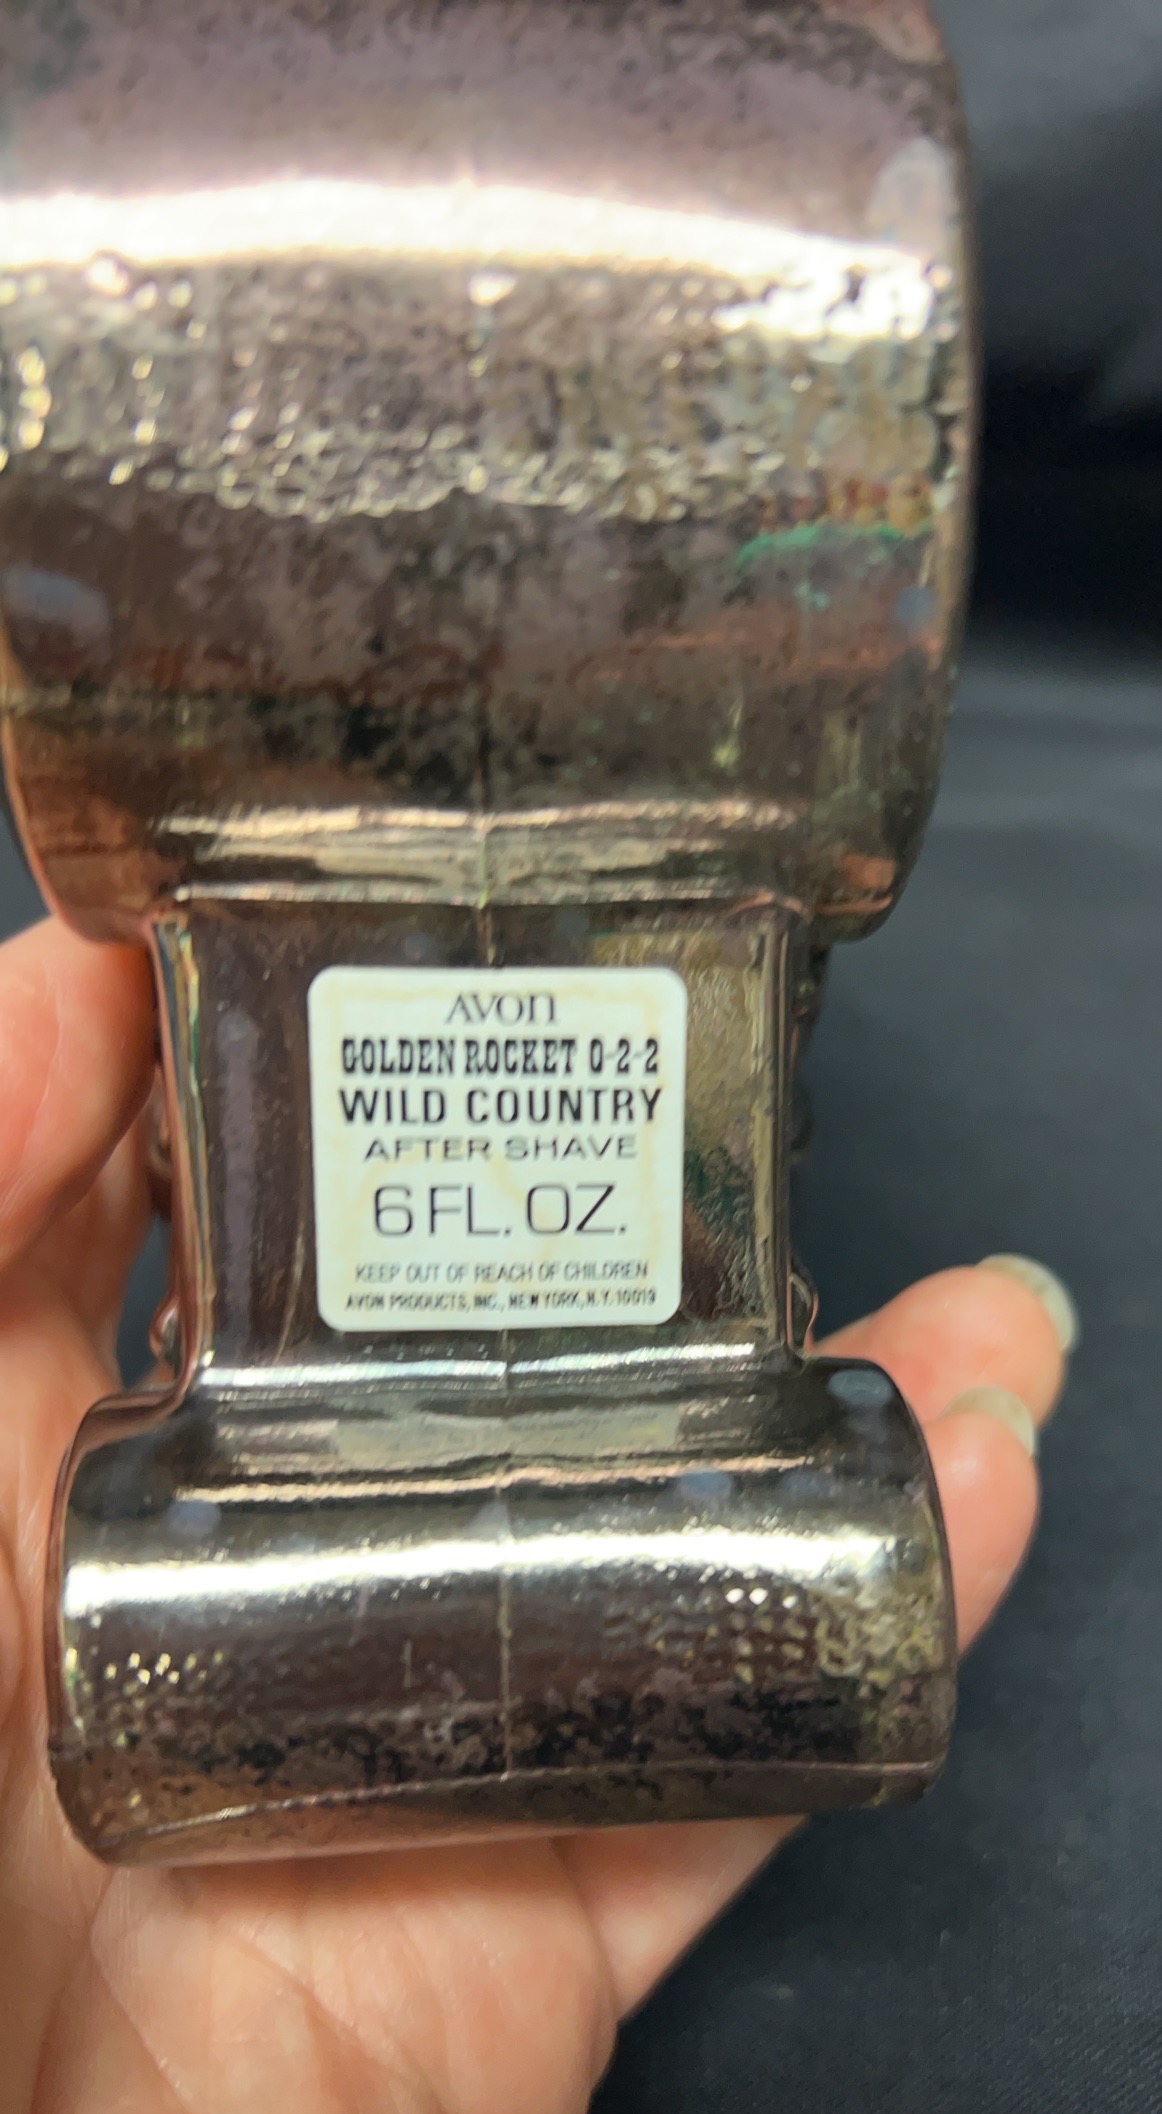 AVON
GOLDEN ROCKET 0-2-2
WILD COUNTRY
AFTER SHAVE
6 FL. OZ.
KEEP OUT OF REACH OF CHILDREN
AVON PRODUCTS, INC., NEW YORK, N.Y. 10019